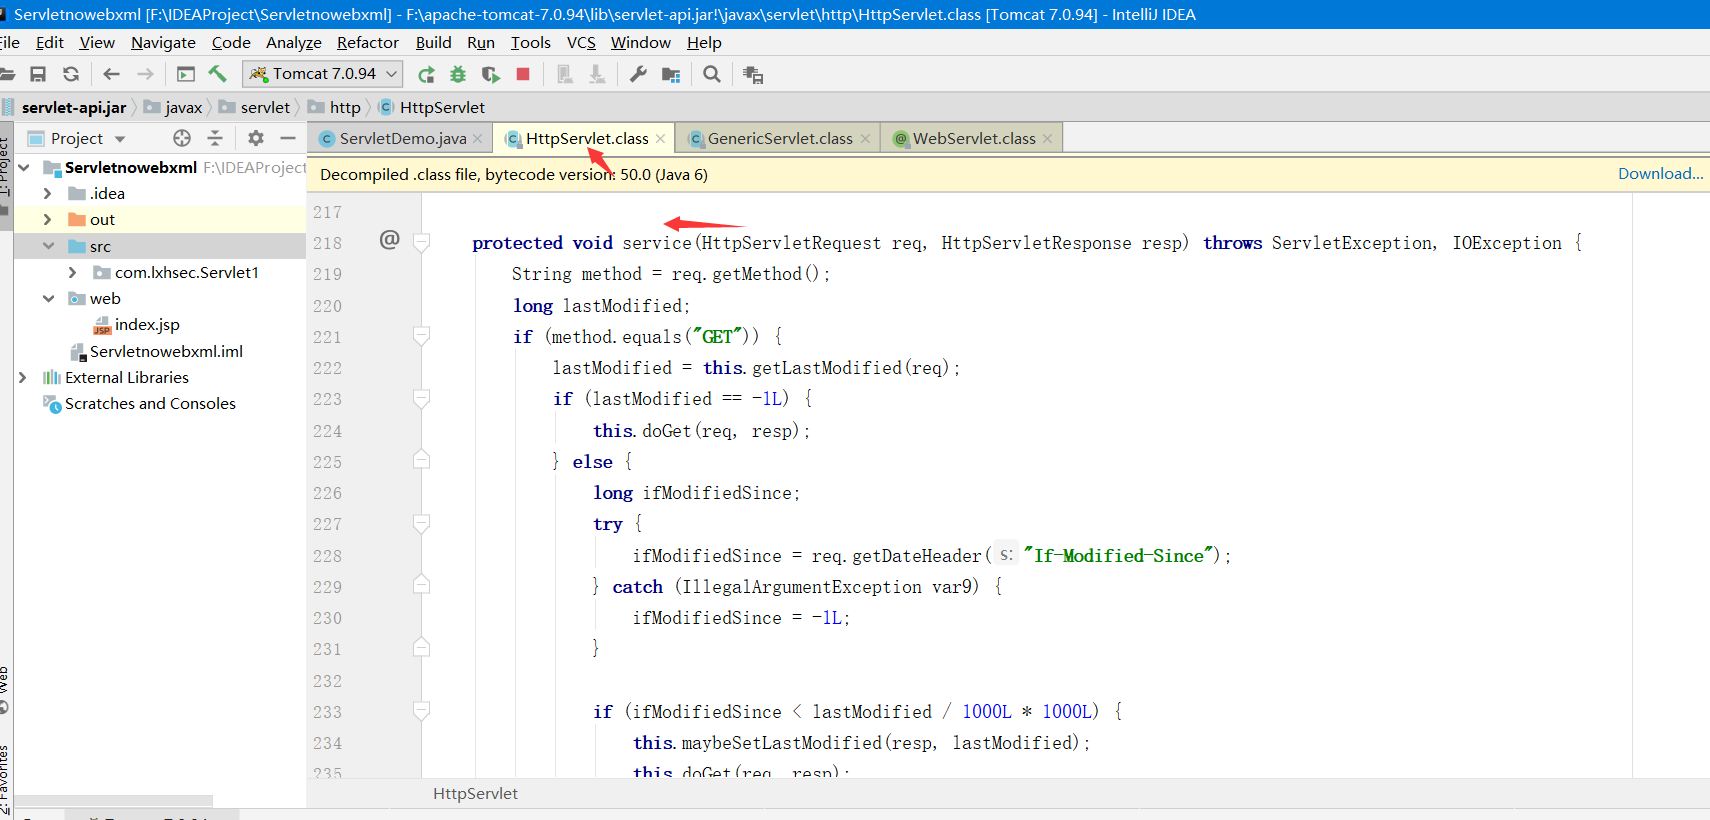 Servletnowebxml [F:\IDEAProject\Servletnowebxml] - F:\apache-tomcat-7.0.94\lib\servlet-api.jar!\javax\servlet\http\HttpServlet.class [Tomcat 7.0.94] - IntelliJ IDEA
File Edit View Navigate Code Analyze Refactor Build Run Tools VCS Window Help
Tomcat 7.0.94
servlet-api.jar javax servlet http HttpServlet
Project
ServletDemo.java HttpServlet.class GenericServlet.class WebServlet.class
1: Project
Servletnowebxml F:\IDEAProject
.idea
out
src
com.lxhsec.Servlet1
web
index.jsp
Servletnowebxml.iml
External Libraries
Scratches and Consoles
Web
2: Favorites
Decompiled .class file, bytecode version: 50.0 (Java 6) Download...
217
218 @ protected void service(HttpServletRequest req, HttpServletResponse resp) throws ServletException, IOException {
219 String method = req.getMethod();
220 long lastModified;
221 if (method.equals("GET")) {
222 lastModified = this.getLastModified(req);
223 if (lastModified == -1L) {
224 this.doGet(req, resp);
225 } else {
226 long ifModifiedSince;
227 try {
228 ifModifiedSince = req.getDateHeader( s: "If-Modified-Since");
229 } catch (IllegalArgumentException var9) {
230 ifModifiedSince = -1L;
231 }
232
233 if (ifModifiedSince < lastModified / 1000L * 1000L) {
234 this.maybeSetLastModified(resp, lastModified);
235 this.doGet(req, resp);
HttpServlet